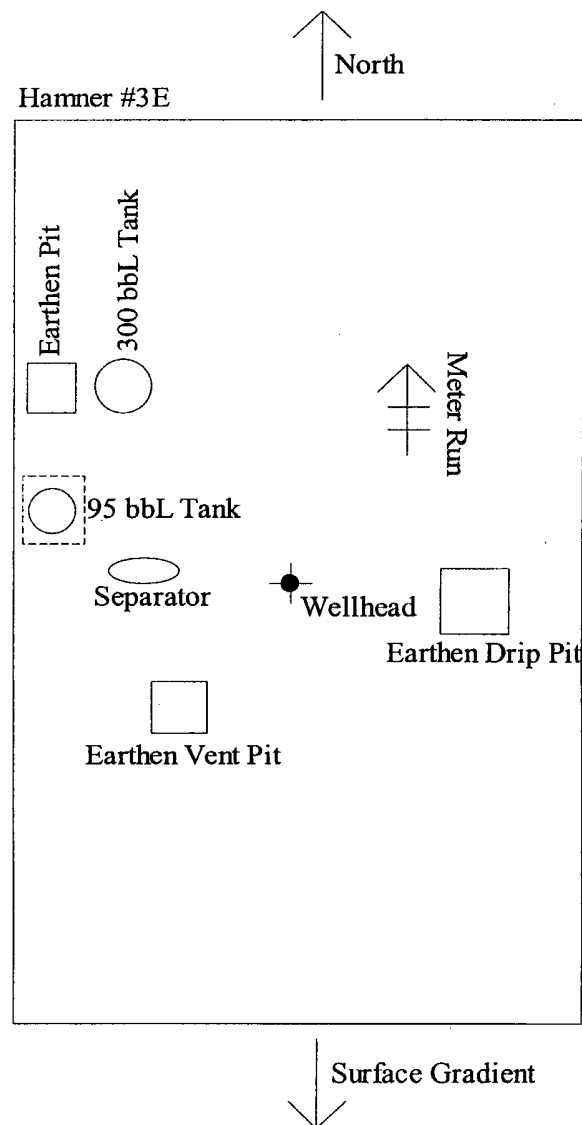 North
Hamner #3E
Earthen Pit
300 bbL Tank
Meter Run
95 bbL Tank
Separator
Wellhead
Earthen Drip Pit
Earthen Vent Pit
Surface Gradient